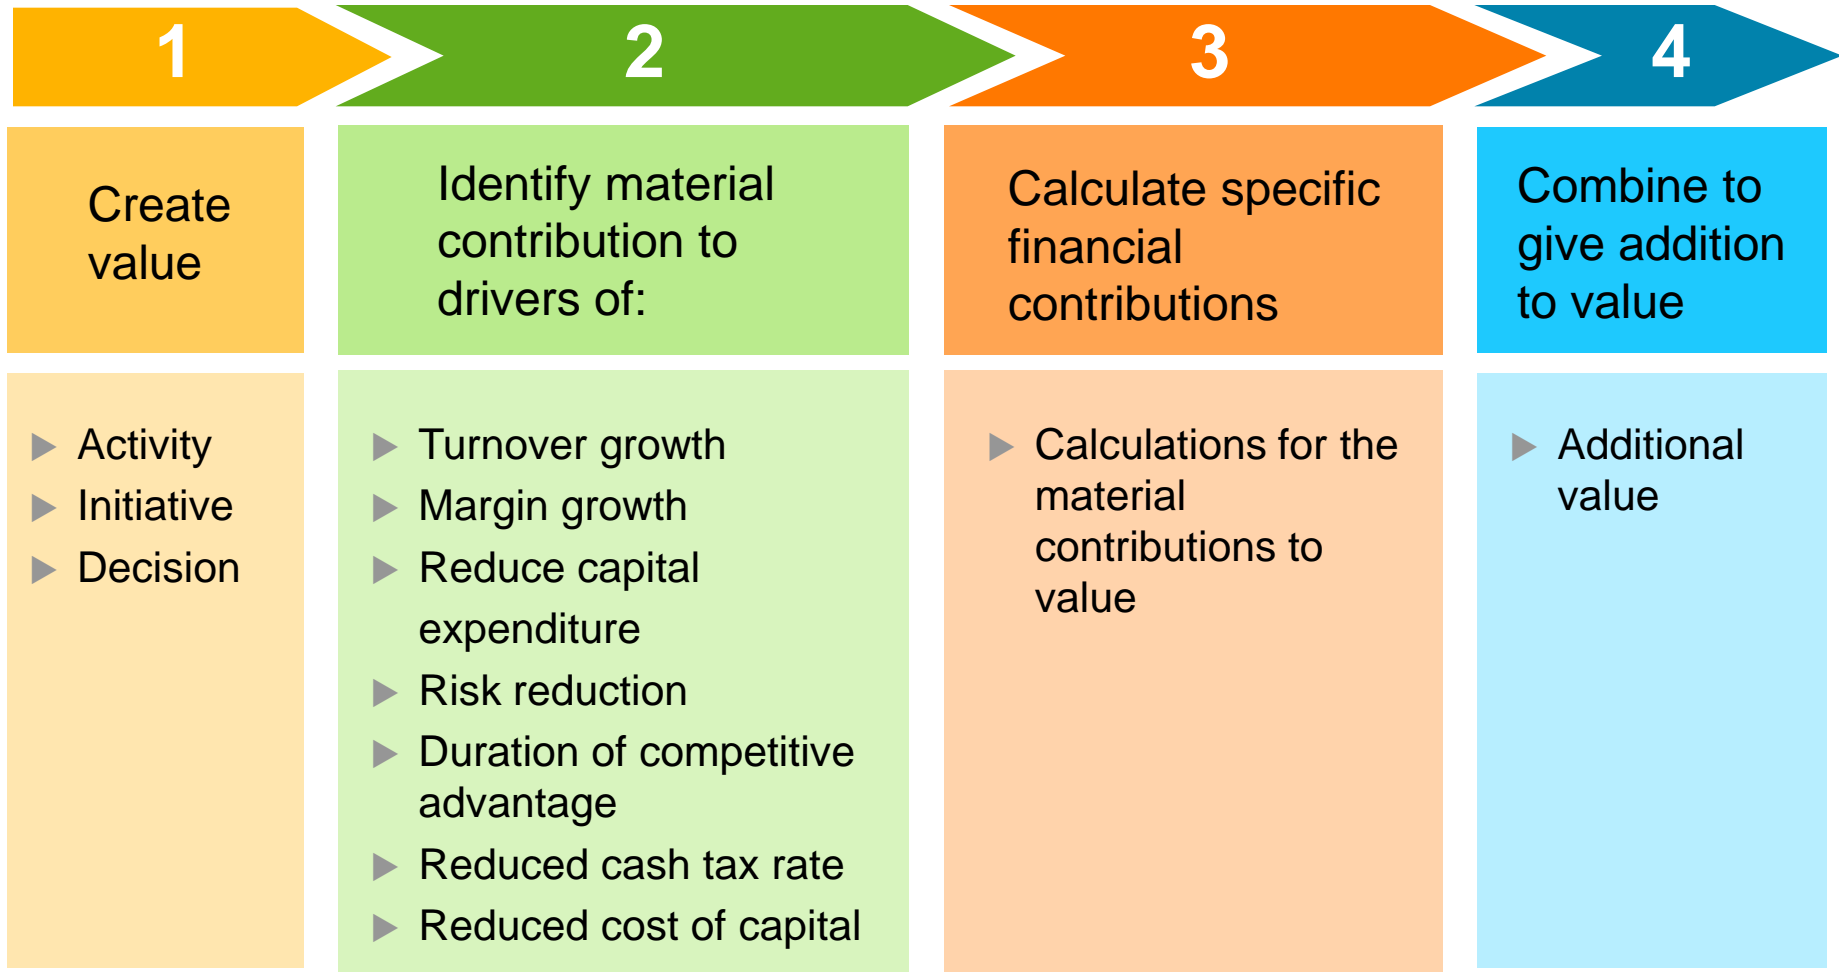 1
2
3
4
Create
value
Identify material
contribution to
drivers of:
Calculate specific
financial
contributions
Combine to
give addition
to value
Activity
Initiative
Decision
Turnover growth
Margin growth
Reduce capital
expenditure
Risk reduction
Duration of competitive
advantage
Reduced cash tax rate
Reduced cost of capital
Calculations for the
material
contributions to
value
Additional
value